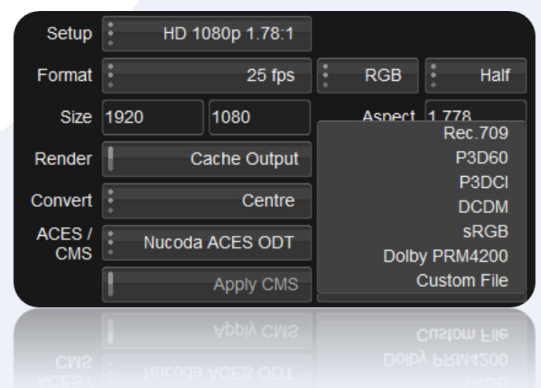 Setup HD 1080p 1.78:1
Format 25 fps RGB Half
Size 1920 1080 Aspect 1.778
Render Cache Output
Convert Centre
ACES / CMS Nucoda ACES ODT
Apply CMS
Rec.709
P3D60
P3DCI
DCDM
sRGB
Dolby PRM4200
Custom File